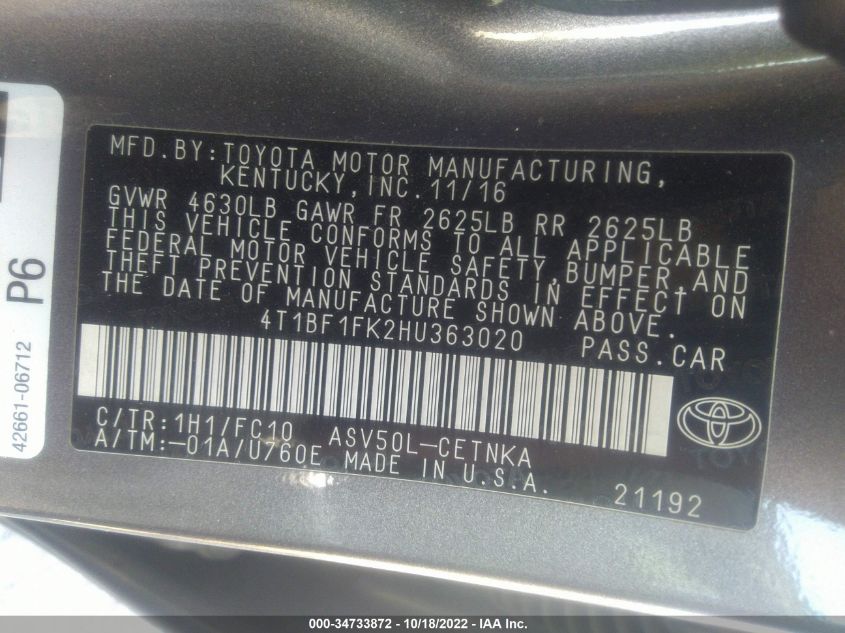 MFD.BY:TOYOTA MOTOR MANUFACTURING,
KENTUCKY,INC.11/16
GVWR 4630LB GAWR FR 2625LB RR 2625LB
THIS VEHICLE CONFORMS TO ALL APPLICABLE
FEDERAL MOTOR VEHICLE SAFETY,BUMPER,AND
THEFT PREVENTION STANDARDS IN EFFECT ON
THE DATE OF MANUFACTURE SHOWN ABOVE.
4T1BF1FK2HU363020 PASS.CAR
C/TR:1H1/FC10 ASV50L-CETNKA
A/TM:-01A/U760E MADE IN U.S.A.
21192
P6
42661-06712
000-34733872 - 10/18/2022 - IAA Inc.